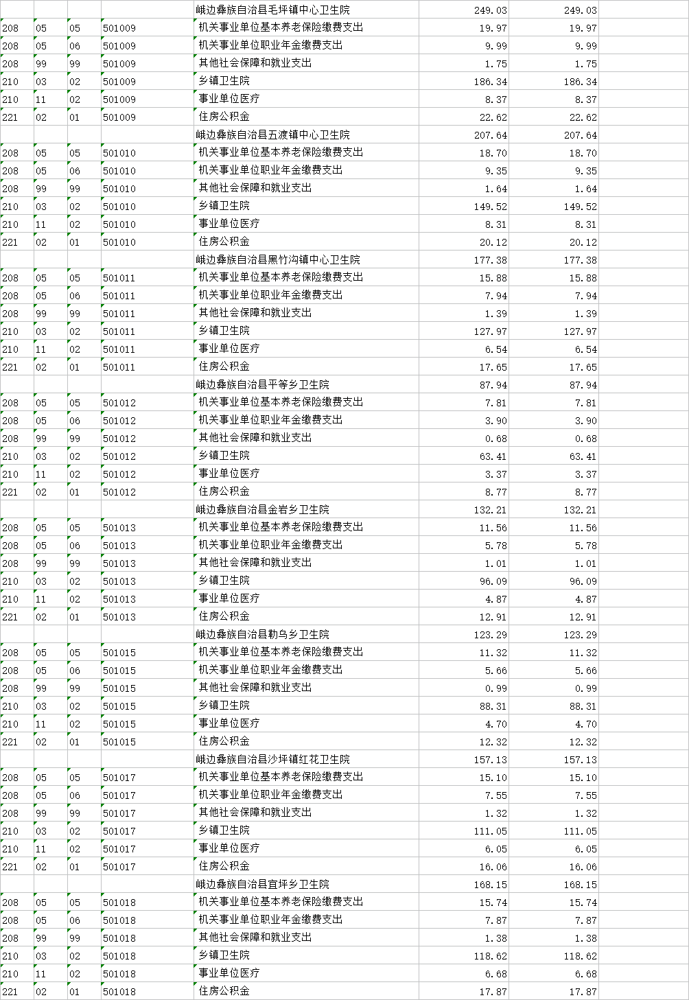 峨边彝族自治县毛坪镇中心卫生院 249.03 249.03
208 05 05 501009 机关事业单位基本养老保险缴费支出 19.97 19.97
208 05 06 501009 机关事业单位职业年金缴费支出 9.99 9.99
208 99 99 501009 其他社会保障和就业支出 1.75 1.75
210 03 02 501009 乡镇卫生院 186.34 186.34
210 11 02 501009 事业单位医疗 8.37 8.37
221 02 01 501009 住房公积金 22.62 22.62
峨边彝族自治县五渡镇中心卫生院 207.64 207.64
208 05 05 501010 机关事业单位基本养老保险缴费支出 18.70 18.70
208 05 06 501010 机关事业单位职业年金缴费支出 9.35 9.35
208 99 99 501010 其他社会保障和就业支出 1.64 1.64
210 03 02 501010 乡镇卫生院 149.52 149.52
210 11 02 501010 事业单位医疗 8.31 8.31
221 02 01 501010 住房公积金 20.12 20.12
峨边彝族自治县黑竹沟镇中心卫生院 177.38 177.38
208 05 05 501011 机关事业单位基本养老保险缴费支出 15.88 15.88
208 05 06 501011 机关事业单位职业年金缴费支出 7.94 7.94
208 99 99 501011 其他社会保障和就业支出 1.39 1.39
210 03 02 501011 乡镇卫生院 127.97 127.97
210 11 02 501011 事业单位医疗 6.54 6.54
221 02 01 501011 住房公积金 17.65 17.65
峨边彝族自治县平等乡卫生院 87.94 87.94
208 05 05 501012 机关事业单位基本养老保险缴费支出 7.81 7.81
208 05 06 501012 机关事业单位职业年金缴费支出 3.90 3.90
208 99 99 501012 其他社会保障和就业支出 0.68 0.68
210 03 02 501012 乡镇卫生院 63.41 63.41
210 11 02 501012 事业单位医疗 3.37 3.37
221 02 01 501012 住房公积金 8.77 8.77
峨边彝族自治县金岩乡卫生院 132.21 132.21
208 05 05 501013 机关事业单位基本养老保险缴费支出 11.56 11.56
208 05 06 501013 机关事业单位职业年金缴费支出 5.78 5.78
208 99 99 501013 其他社会保障和就业支出 1.01 1.01
210 03 02 501013 乡镇卫生院 96.09 96.09
210 11 02 501013 事业单位医疗 4.87 4.87
221 02 01 501013 住房公积金 12.91 12.91
峨边彝族自治县勒乌乡卫生院 123.29 123.29
208 05 05 501015 机关事业单位基本养老保险缴费支出 11.32 11.32
208 05 06 501015 机关事业单位职业年金缴费支出 5.66 5.66
208 99 99 501015 其他社会保障和就业支出 0.99 0.99
210 03 02 501015 乡镇卫生院 88.31 88.31
210 11 02 501015 事业单位医疗 4.70 4.70
221 02 01 501015 住房公积金 12.32 12.32
峨边彝族自治县沙坪镇红花卫生院 157.13 157.13
208 05 05 501017 机关事业单位基本养老保险缴费支出 15.10 15.10
208 05 06 501017 机关事业单位职业年金缴费支出 7.55 7.55
208 99 99 501017 其他社会保障和就业支出 1.32 1.32
210 03 02 501017 乡镇卫生院 111.05 111.05
210 11 02 501017 事业单位医疗 6.05 6.05
221 02 01 501017 住房公积金 16.06 16.06
峨边彝族自治县宜坪乡卫生院 168.15 168.15
208 05 05 501018 机关事业单位基本养老保险缴费支出 15.74 15.74
208 05 06 501018 机关事业单位职业年金缴费支出 7.87 7.87
208 99 99 501018 其他社会保障和就业支出 1.38 1.38
210 03 02 501018 乡镇卫生院 118.62 118.62
210 11 02 501018 事业单位医疗 6.68 6.68
221 02 01 501018 住房公积金 17.87 17.87